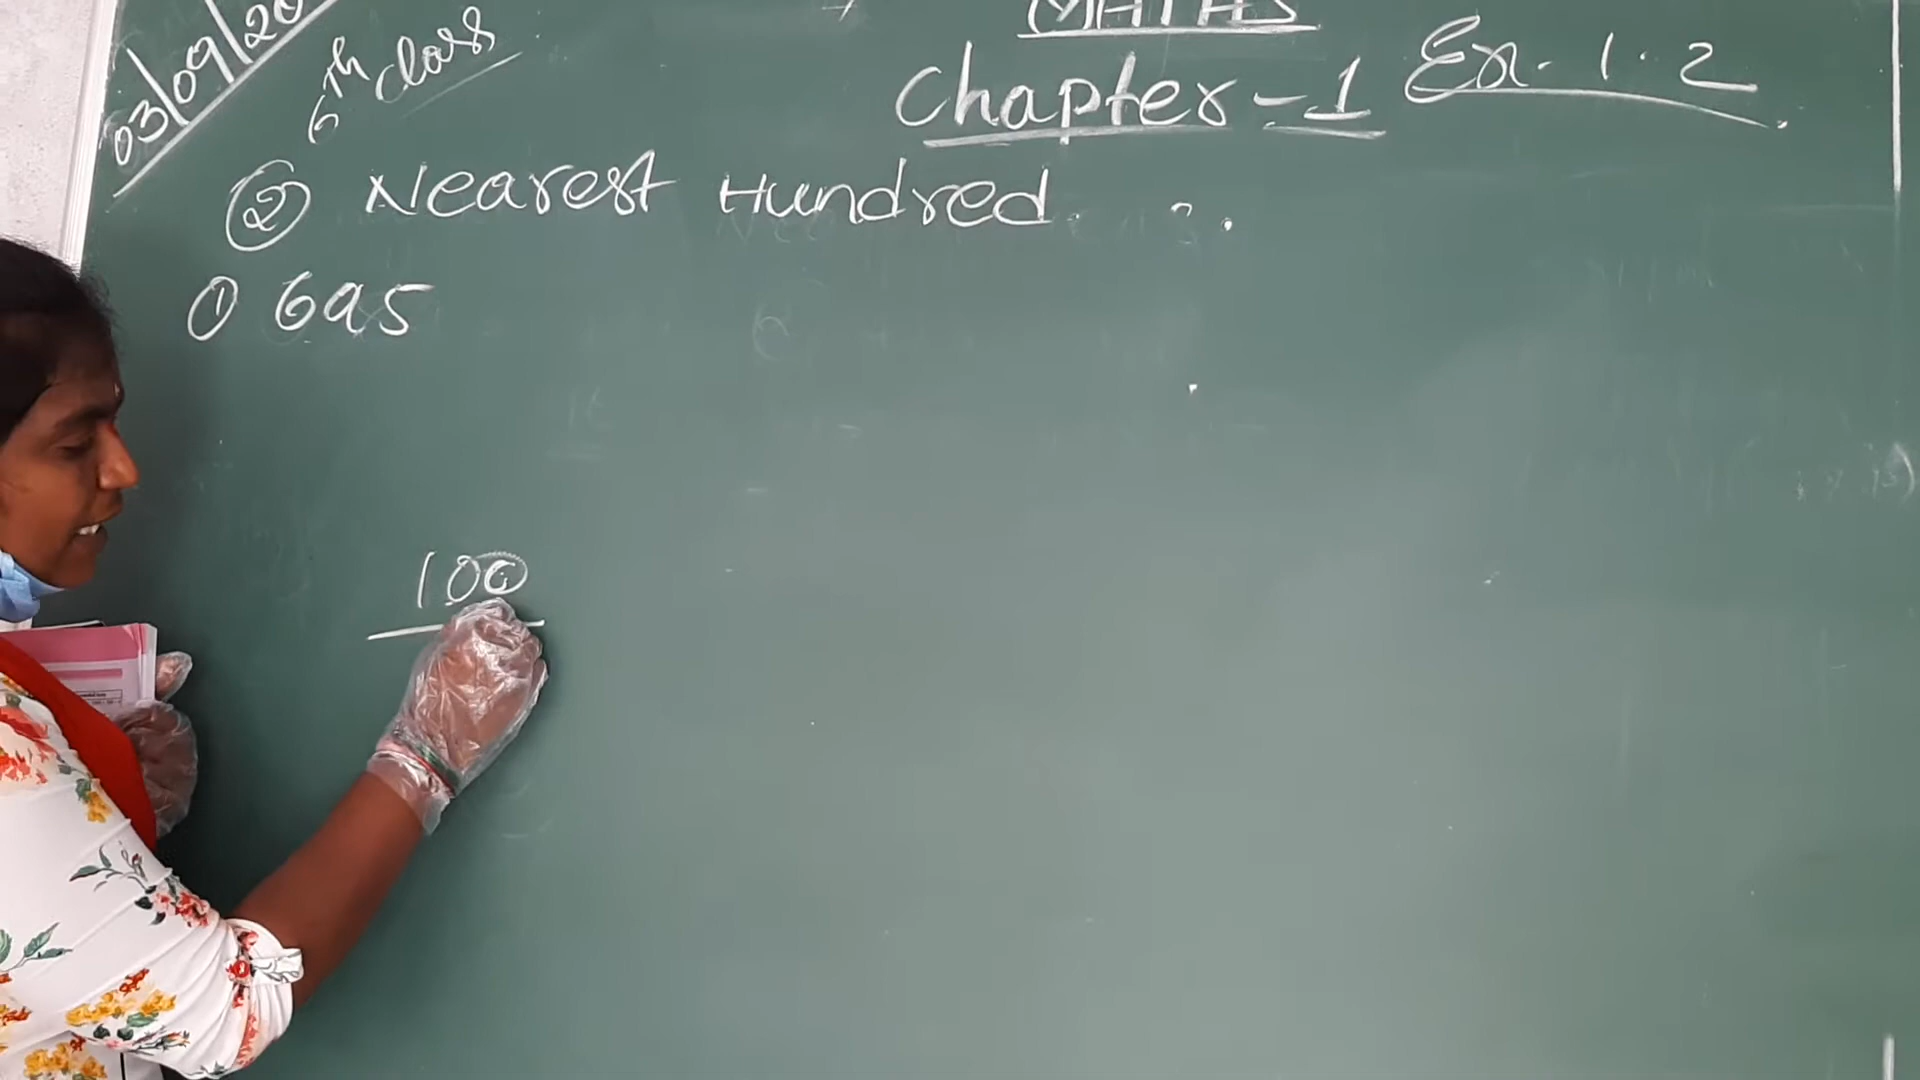 03/09/20
6th class
MATHS
Chapter-1 Ex. 1.2
② Nearest Hundred.
① 695
100